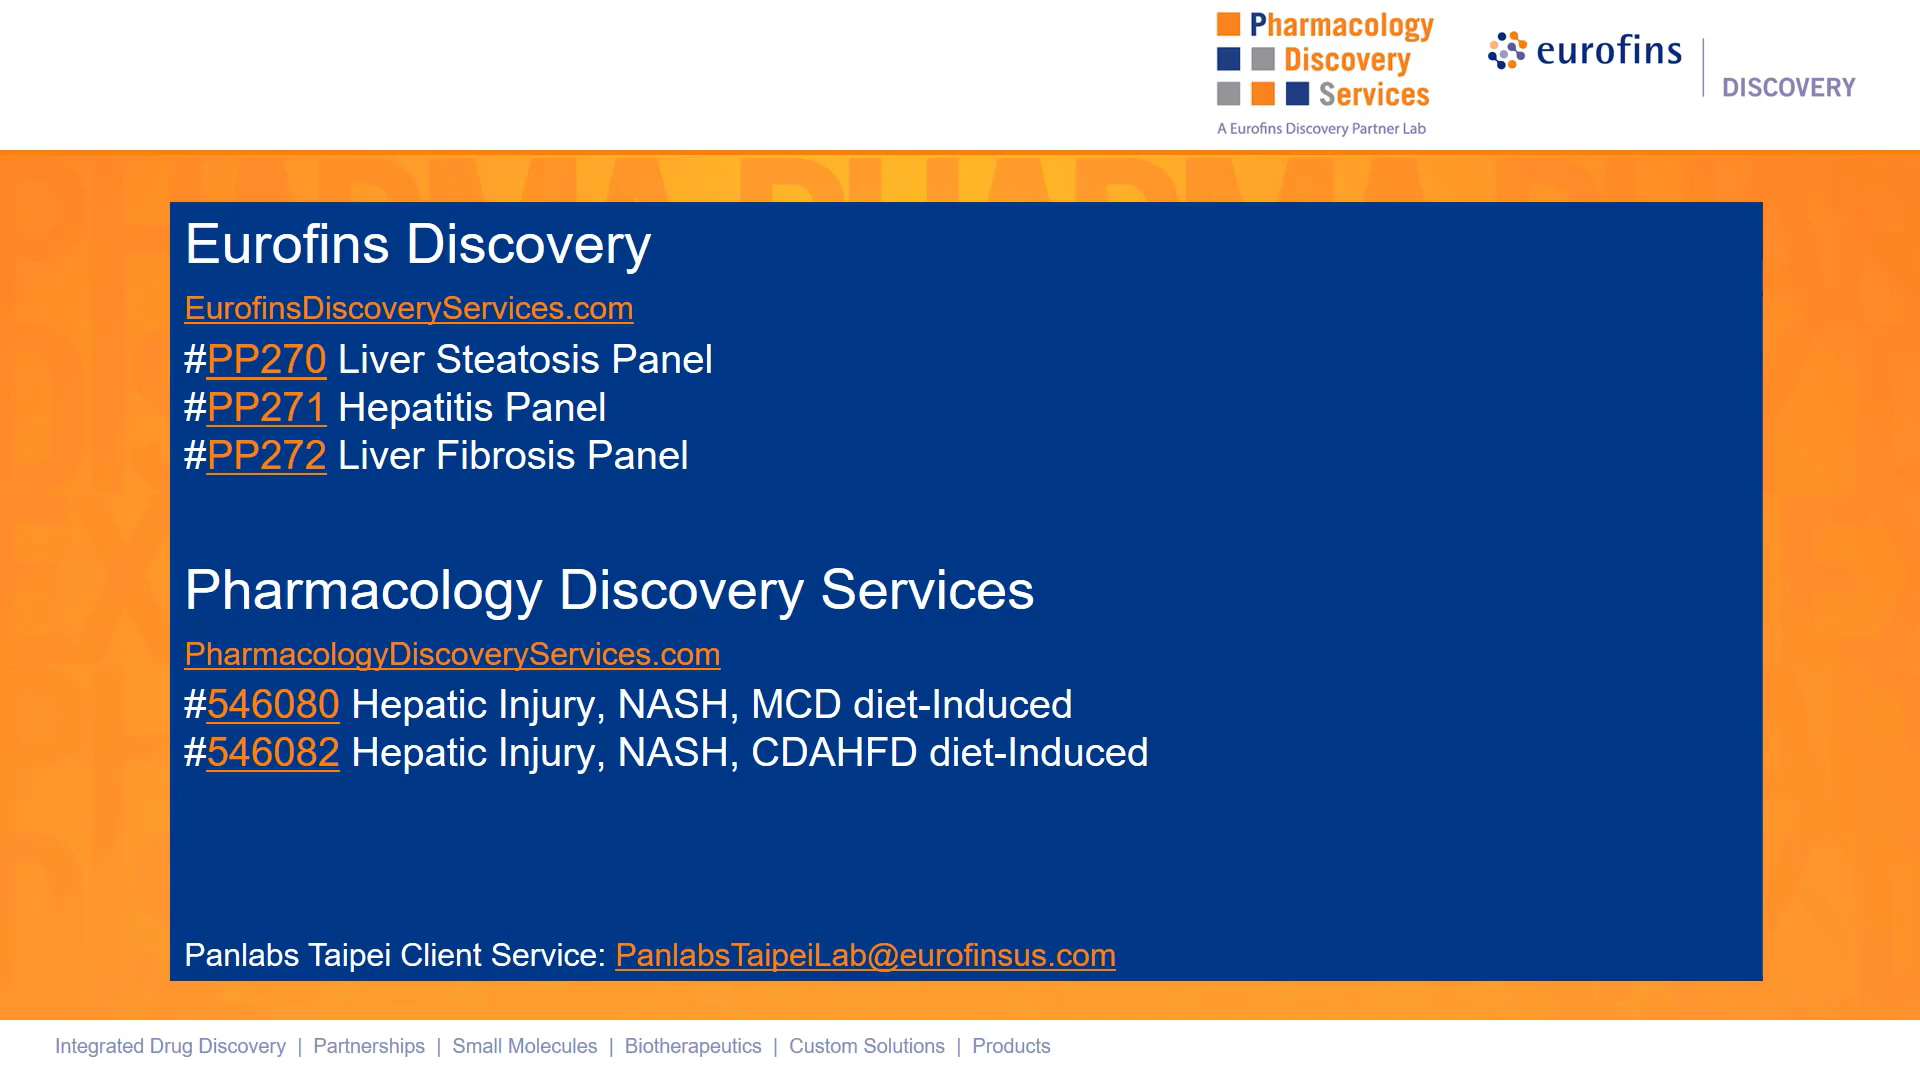 Pharmacology
Discovery
Services
A Eurofins Discovery Partner Lab
eurofins
DISCOVERY
PHARMA PHARMA PHAR
Eurofins Discovery
EurofinsDiscoveryServices.com
#PP270 Liver Steatosis Panel
#PP271 Hepatitis Panel
#PP272 Liver Fibrosis Panel
Pharmacology Discovery Services
PharmacologyDiscoveryServices.com
#546080 Hepatic Injury, NASH, MCD diet-Induced
#546082 Hepatic Injury, NASH, CDAHFD diet-Induced
Panlabs Taipei Client Service: PanlabsTaipeiLab@eurofinsus.com
Integrated Drug Discovery | Partnerships | Small Molecules | Biotherapeutics | Custom Solutions | Products